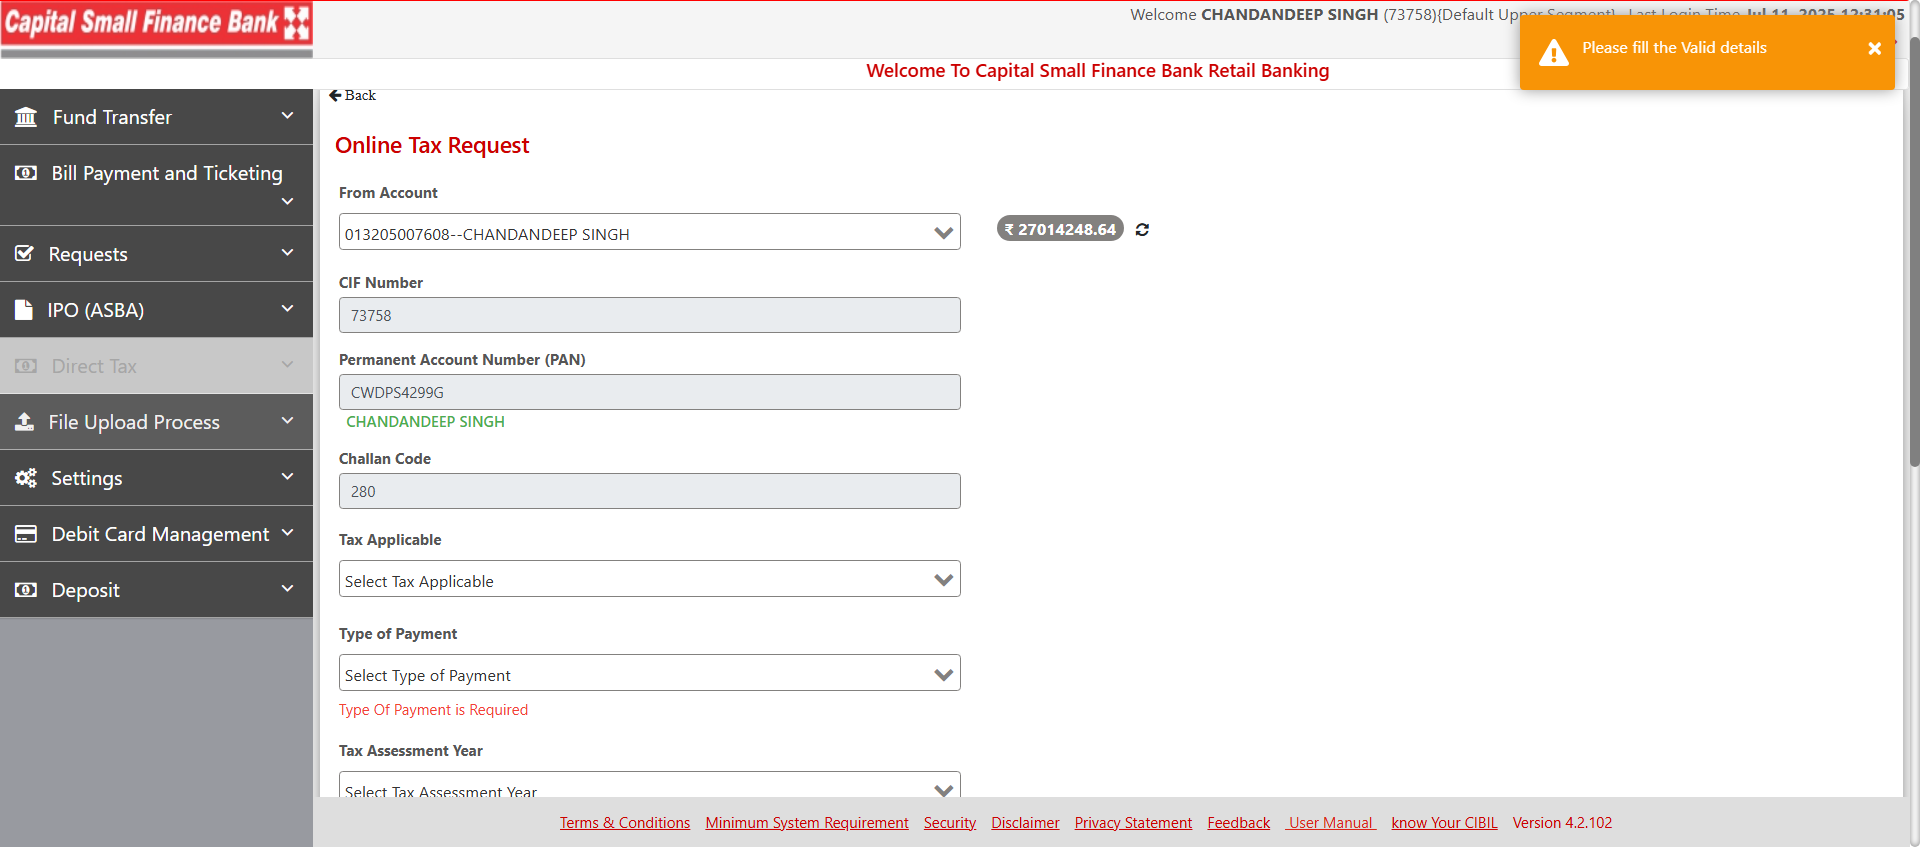 Capital Small Finance Bank
Welcome CHANDANDEEP SINGH (73758){Default Upper Segment} Last Login Time Jul 11, 2025 12:31:05
Please fill the Valid details
Welcome To Capital Small Finance Bank Retail Banking
Back
Fund Transfer
Bill Payment and Ticketing
Requests
IPO (ASBA)
Direct Tax
File Upload Process
Settings
Debit Card Management
Deposit
Online Tax Request
From Account
013205007608--CHANDANDEEP SINGH
₹ 27014248.64
CIF Number
73758
Permanent Account Number (PAN)
CWDPS4299G
CHANDANDEEP SINGH
Challan Code
280
Tax Applicable
Select Tax Applicable
Type of Payment
Select Type of Payment
Type Of Payment is Required
Tax Assessment Year
Select Tax Assessment Year
Terms & Conditions Minimum System Requirement Security Disclaimer Privacy Statement Feedback User Manual know Your CIBIL Version 4.2.102